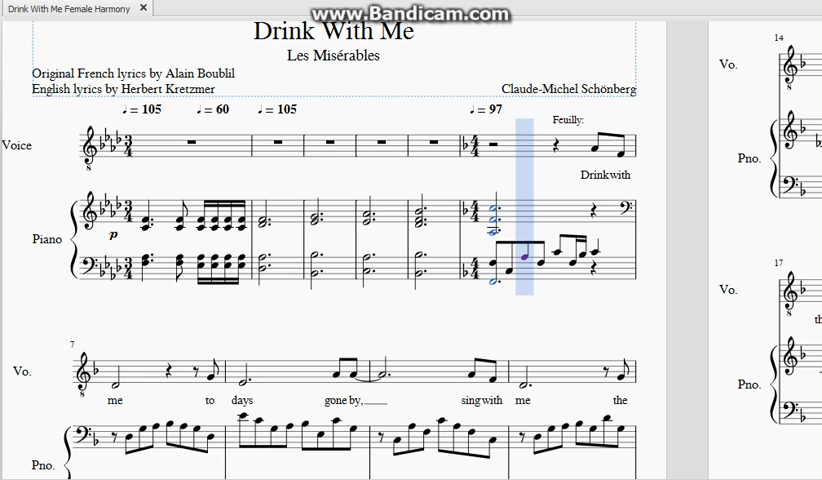 Drink With Me Female Harmony
www.Bandicam.com
Drink With Me
Les Misérables
Original French lyrics by Alain Boublil
English lyrics by Herbert Kretzmer
Claude-Michel Schönberg
♩ = 105 ♩ = 60 ♩ = 105 ♩ = 97
Feuilly:
Voice
Drink with
Piano
p
7
Vo.
me to days gone by, sing with me the
Pno.
14
Vo.
Pno.
17
Vo.
th
Pno.